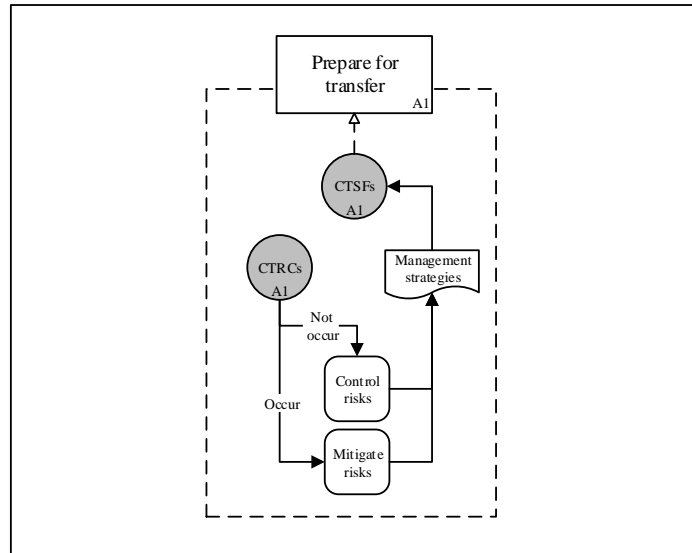 Prepare for
transfer
A1
CTSFs
A1
Management
strategies
CTRCs
A1
Not
occur
Control
risks
Occur
Mitigate
risks